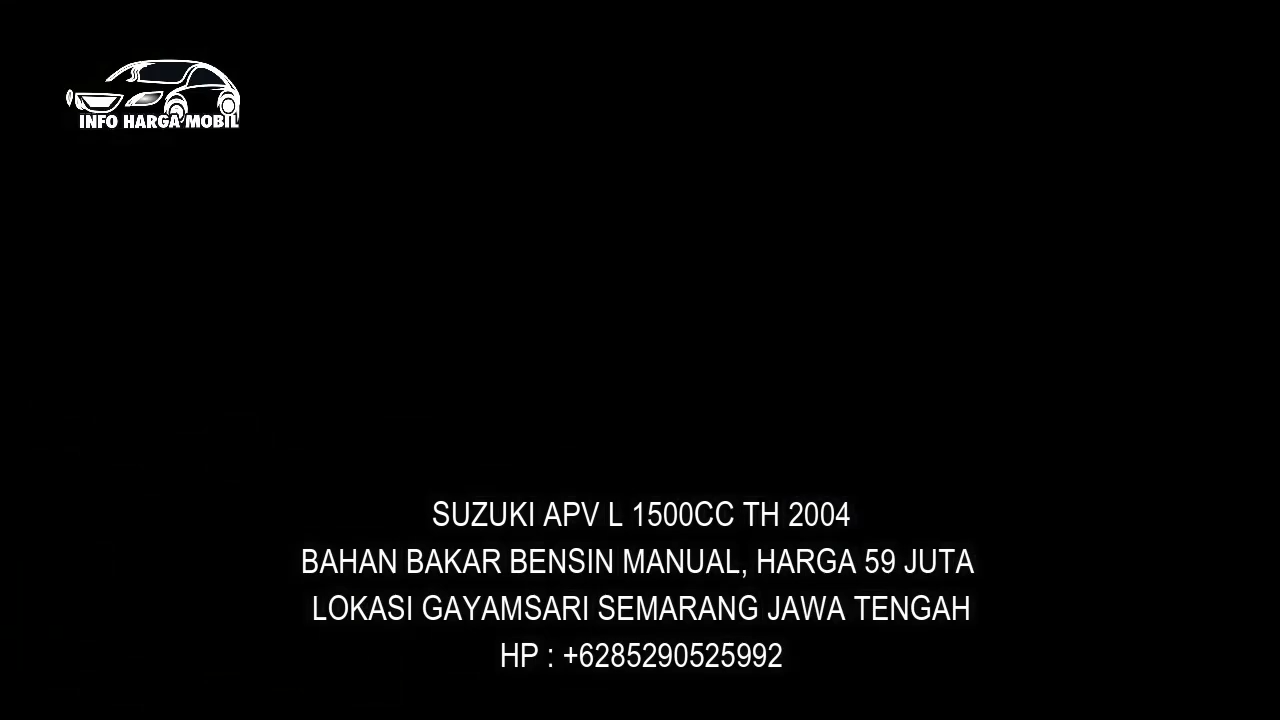 INFO HARGA MOBIL
SUZUKI APV L 1500CC TH 2004
BAHAN BAKAR BENSIN MANUAL, HARGA 59 JUTA
LOKASI GAYAMSARI SEMARANG JAWA TENGAH
HP : +6285290525992